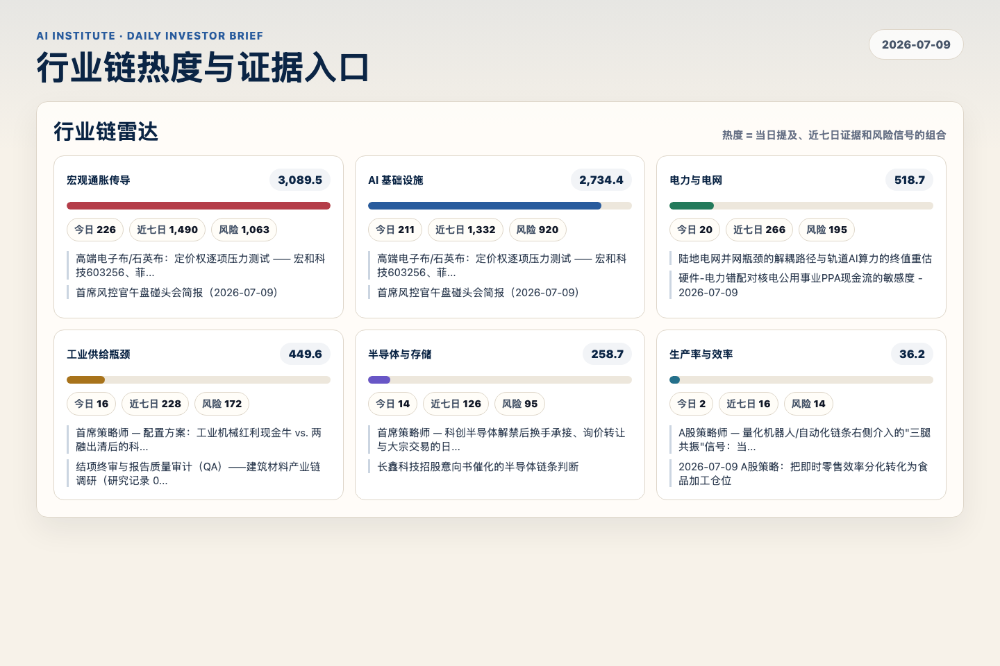 AI INSTITUTE · DAILY INVESTOR BRIEF
2026-07-09
行业链热度与证据入口
行业链雷达
热度 = 当日提及、近七日证据和风险信号的组合
宏观通胀传导
3,089.5
今日 226
近七日 1,490
风险 1,063
高端电子布/石英布：定价权逐项压力测试 —— 宏和科
技603256、菲...
首席风控官午盘碰头会简报（2026-07-09）
AI 基础设施
2,734.4
今日 211
近七日 1,332
风险 920
高端电子布/石英布：定价权逐项压力测试 —— 宏和科
技603256、菲...
首席风控官午盘碰头会简报（2026-07-09）
电力与电网
518.7
今日 20
近七日 266
风险 195
陆地电网并网瓶颈的解耦路径与轨道AI算力的终值重估
硬件-电力错配对核电公用事业PPA现金流的敏感度 -
2026-07-09
工业供给瓶颈
449.6
今日 16
近七日 228
风险 172
首席策略师 — 配置方案：工业机械红利现金牛 vs. 两
融出清后的科...
结项终审与报告质量审计（QA）——建筑材料产业链
调研（研究记录 0...
半导体与存储
258.7
今日 14
近七日 126
风险 95
首席策略师 — 科创半导体解禁后换手承接、询价转让
与大宗交易的日...
长鑫科技招股意向书催化的半导体链条判断
生产率与效率
36.2
今日 2
近七日 16
风险 14
A股策略师 — 量化机器人/自动化链条右侧介入的"三腿
共振"信号：当...
2026-07-09 A股策略：把即时零售效率分化转化为食
品加工仓位